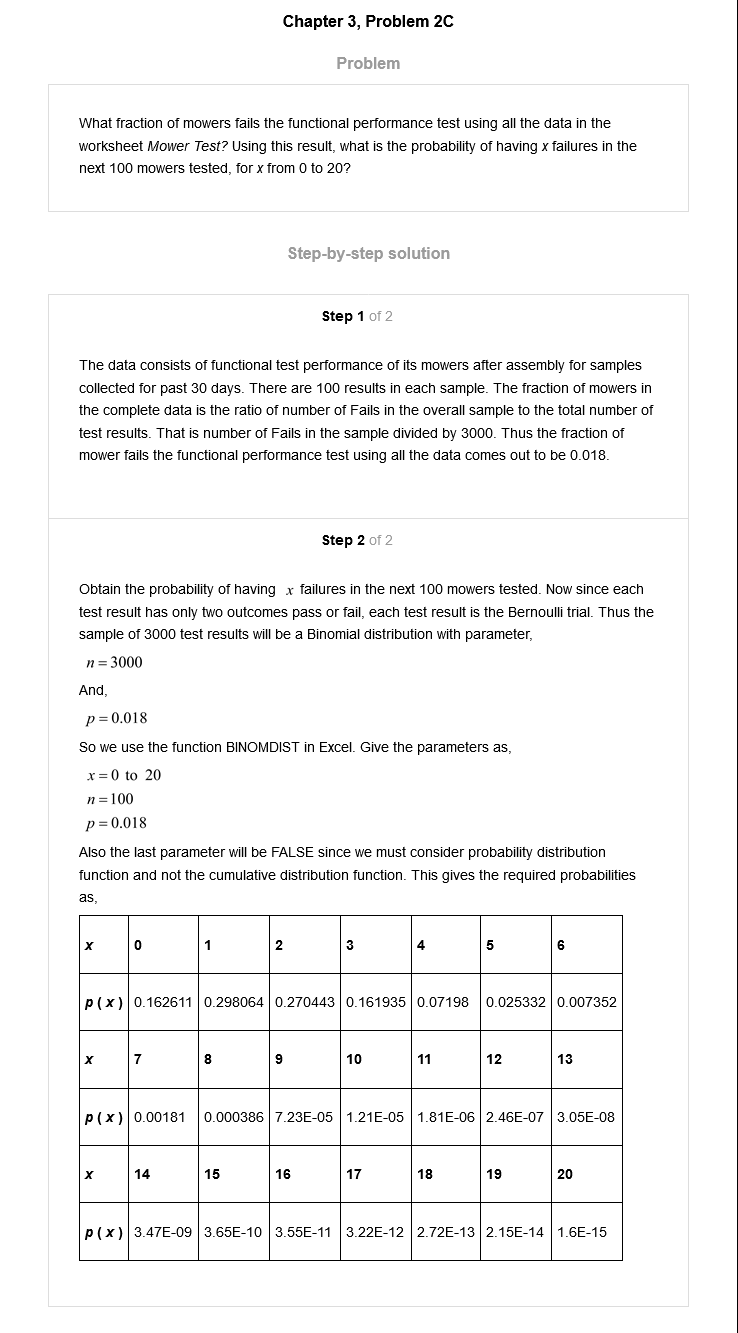 Chapter 3, Problem 2C
Problem
What fraction of mowers fails the functional performance test using all the data in the
worksheet Mower Test? Using this result, what is the probability of having x failures in the
next 100 mowers tested, for x from 0 to 20?
Step-by-step solution
Step 1 of 2
The data consists of functional test performance of its mowers after assembly for samples
collected for past 30 days. There are 100 results in each sample. The fraction of mowers in
the complete data is the ratio of number of Fails in the overall sample to the total number of
test results. That is number of Fails in the sample divided by 3000. Thus the fraction of
mower fails the functional performance test using all the data comes out to be 0.018.
Step 2 of 2
Obtain the probability of having x failures in the next 100 mowers tested. Now since each
test result has only two outcomes pass or fail, each test result is the Bernoulli trial. Thus the
sample of 3000 test results will be a Binomial distribution with parameter,
n = 3000
And,
p = 0.018
So we use the function BINOMDIST in Excel. Give the parameters as,
x = 0 to 20
n = 100
p = 0.018
Also the last parameter will be FALSE since we must consider probability distribution
function and not the cumulative distribution function. This gives the required probabilities
as,
x 0 1 2 3 4 5 6
p ( x ) 0.162611 0.298064 0.270443 0.161935 0.07198 0.025332 0.007352
x 7 8 9 10 11 12 13
p ( x ) 0.00181 0.000386 7.23E-05 1.21E-05 1.81E-06 2.46E-07 3.05E-08
x 14 15 16 17 18 19 20
p ( x ) 3.47E-09 3.65E-10 3.55E-11 3.22E-12 2.72E-13 2.15E-14 1.6E-15